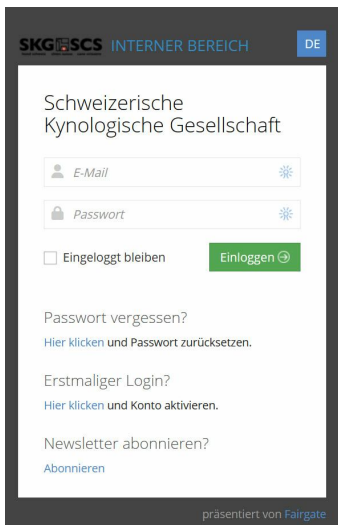 SKG SCS INTERNER BEREICH DE
Schweizerische
Kynologische Gesellschaft
E-Mail
Passwort
Eingeloggt bleiben Einloggen
Passwort vergessen?
Hier klicken und Passwort zurücksetzen.
Erstmaliger Login?
Hier klicken und Konto aktivieren.
Newsletter abonnieren?
Abonnieren
präsentiert von Fairgate